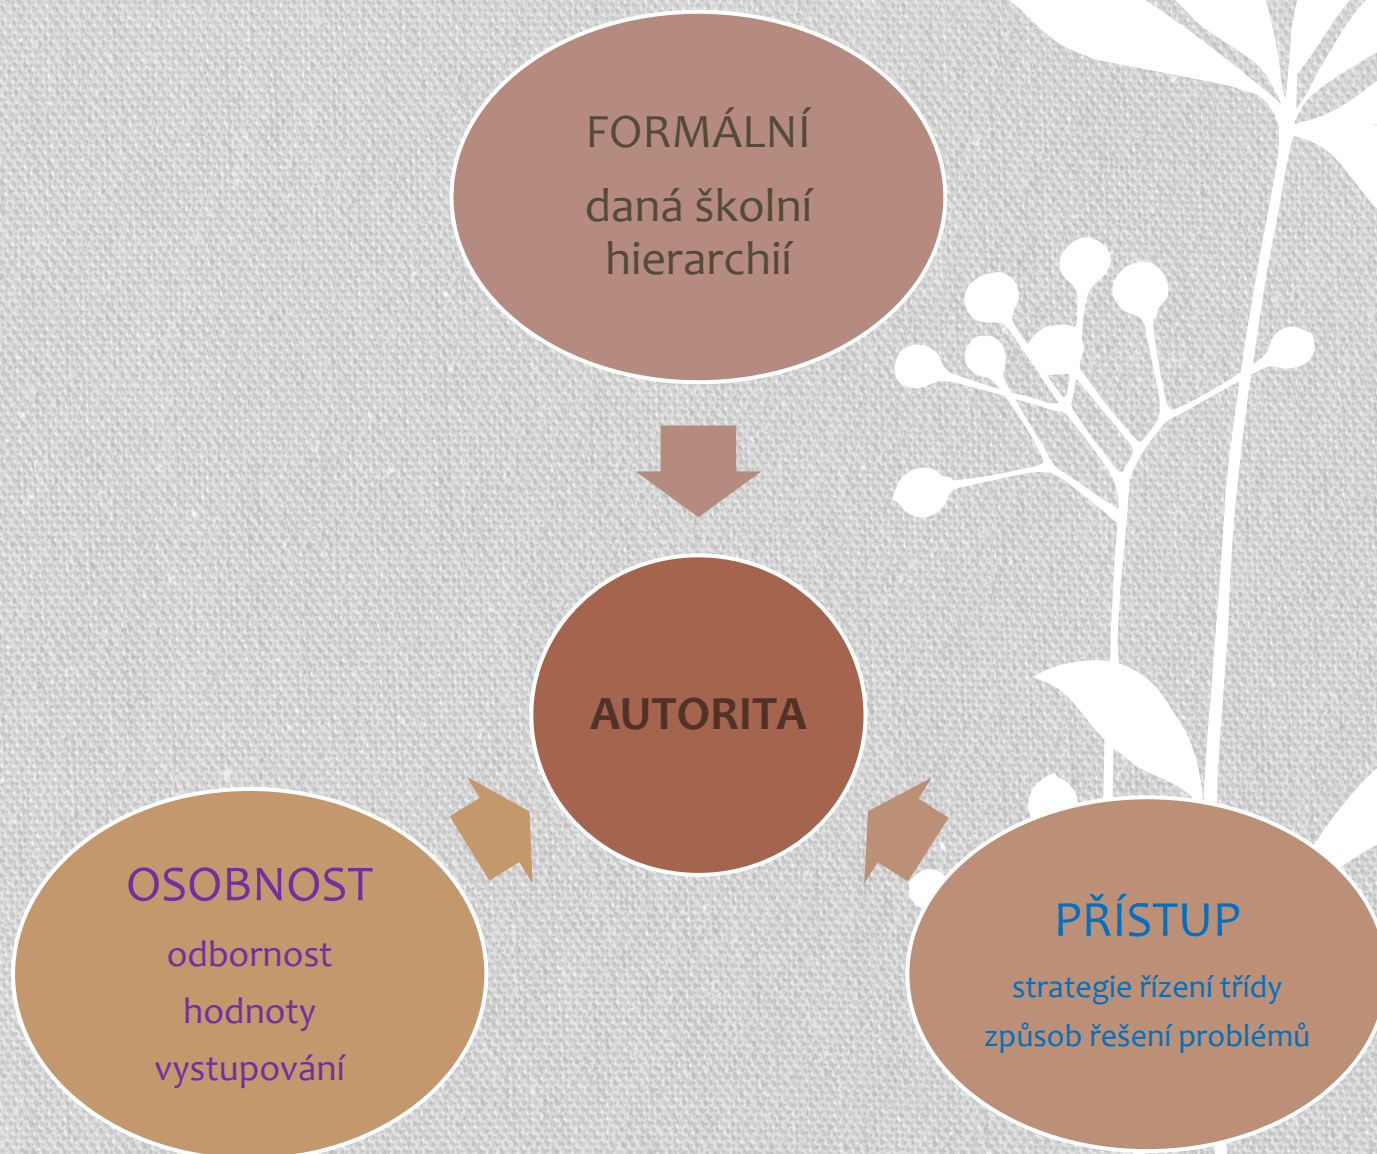 FORMÁLNÍ
daná školní
hierarchií
AUTORITA
OSOBNOST
odbornost
hodnoty
vystupování
PŘÍSTUP
strategie řízení třídy
způsob řešení problémů